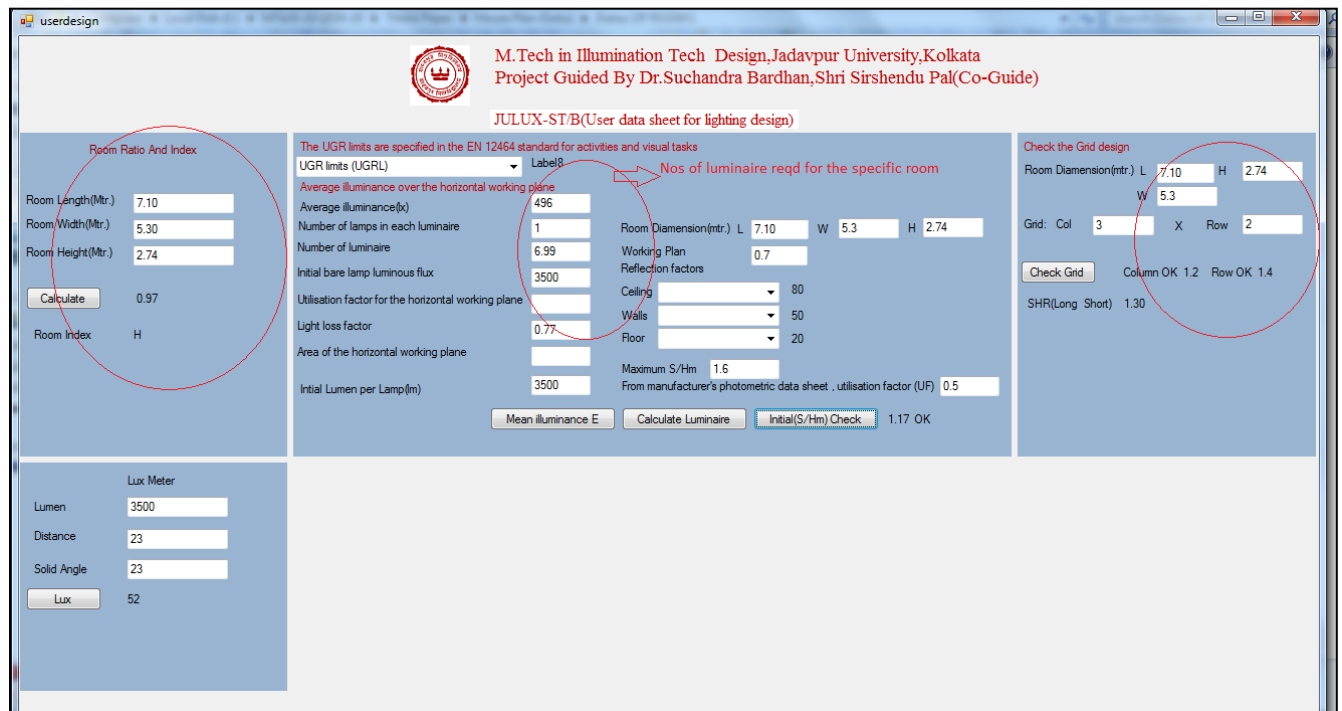 userdesign
M.Tech in Illumination Tech Design,Jadavpur University,Kolkata
Project Guided By Dr.Suchandra Bardhan,Shri Sirshendu Pal(Co-Guide)
JULUX-ST/B(User data sheet for lighting design)
Room Ratio And Index
Room Length(Mtr.) 7.10
Room Width(Mtr.) 5.30
Room Height(Mtr.) 2.74
Calculate 0.97
Room Index H
The UGR limits are specified in the EN 12464 standard for activities and visual tasks
UGR limits (UGRL) Label8
Nos of luminaire reqd for the specific room
Average illuminance over the horizontal working plane
Average illuminance(lx) 496
Number of lamps in each luminaire 1
Number of luminaire 6.99
Initial bare lamp luminous flux 3500
Utilisation factor for the horizontal working plane
Light loss factor 0.77
Area of the horizontal working plane
Intial Lumen per Lamp(lm) 3500
Room Diamension(mtr.) L 7.10 W 5.3 H 2.74
Working Plan 0.7
Reflection factors
Ceiling 80
Walls 50
Floor 20
Maximum S/Hm 1.6
From manufacturer's photometric data sheet , utilisation factor (UF) 0.5
Mean illuminance E Calculate Luminaire Initial(S/Hm) Check 1.17 OK
Check the Grid design
Room Diamension(mtr.) L 7.10 H 2.74
W 5.3
Grid: Col 3 X Row 2
Check Grid Column OK 1.2 Row OK 1.4
SHR(Long Short) 1.30
Lux Meter
Lumen 3500
Distance 23
Solid Angle 23
Lux 52